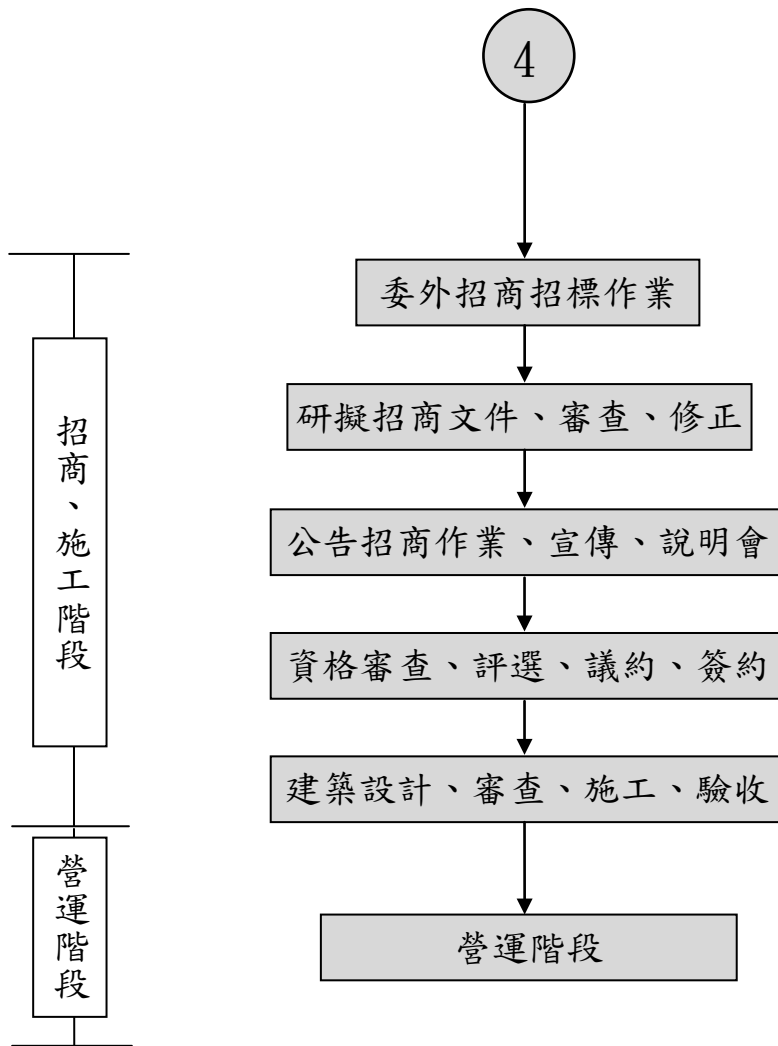 4
委外招商招標作業
研擬招商文件、審查、修正
公告招商作業、宣傳、說明會
資格審查、評選、議約、簽約
建築設計、審查、施工、驗收
營運階段
招商、施工階段
營運階段